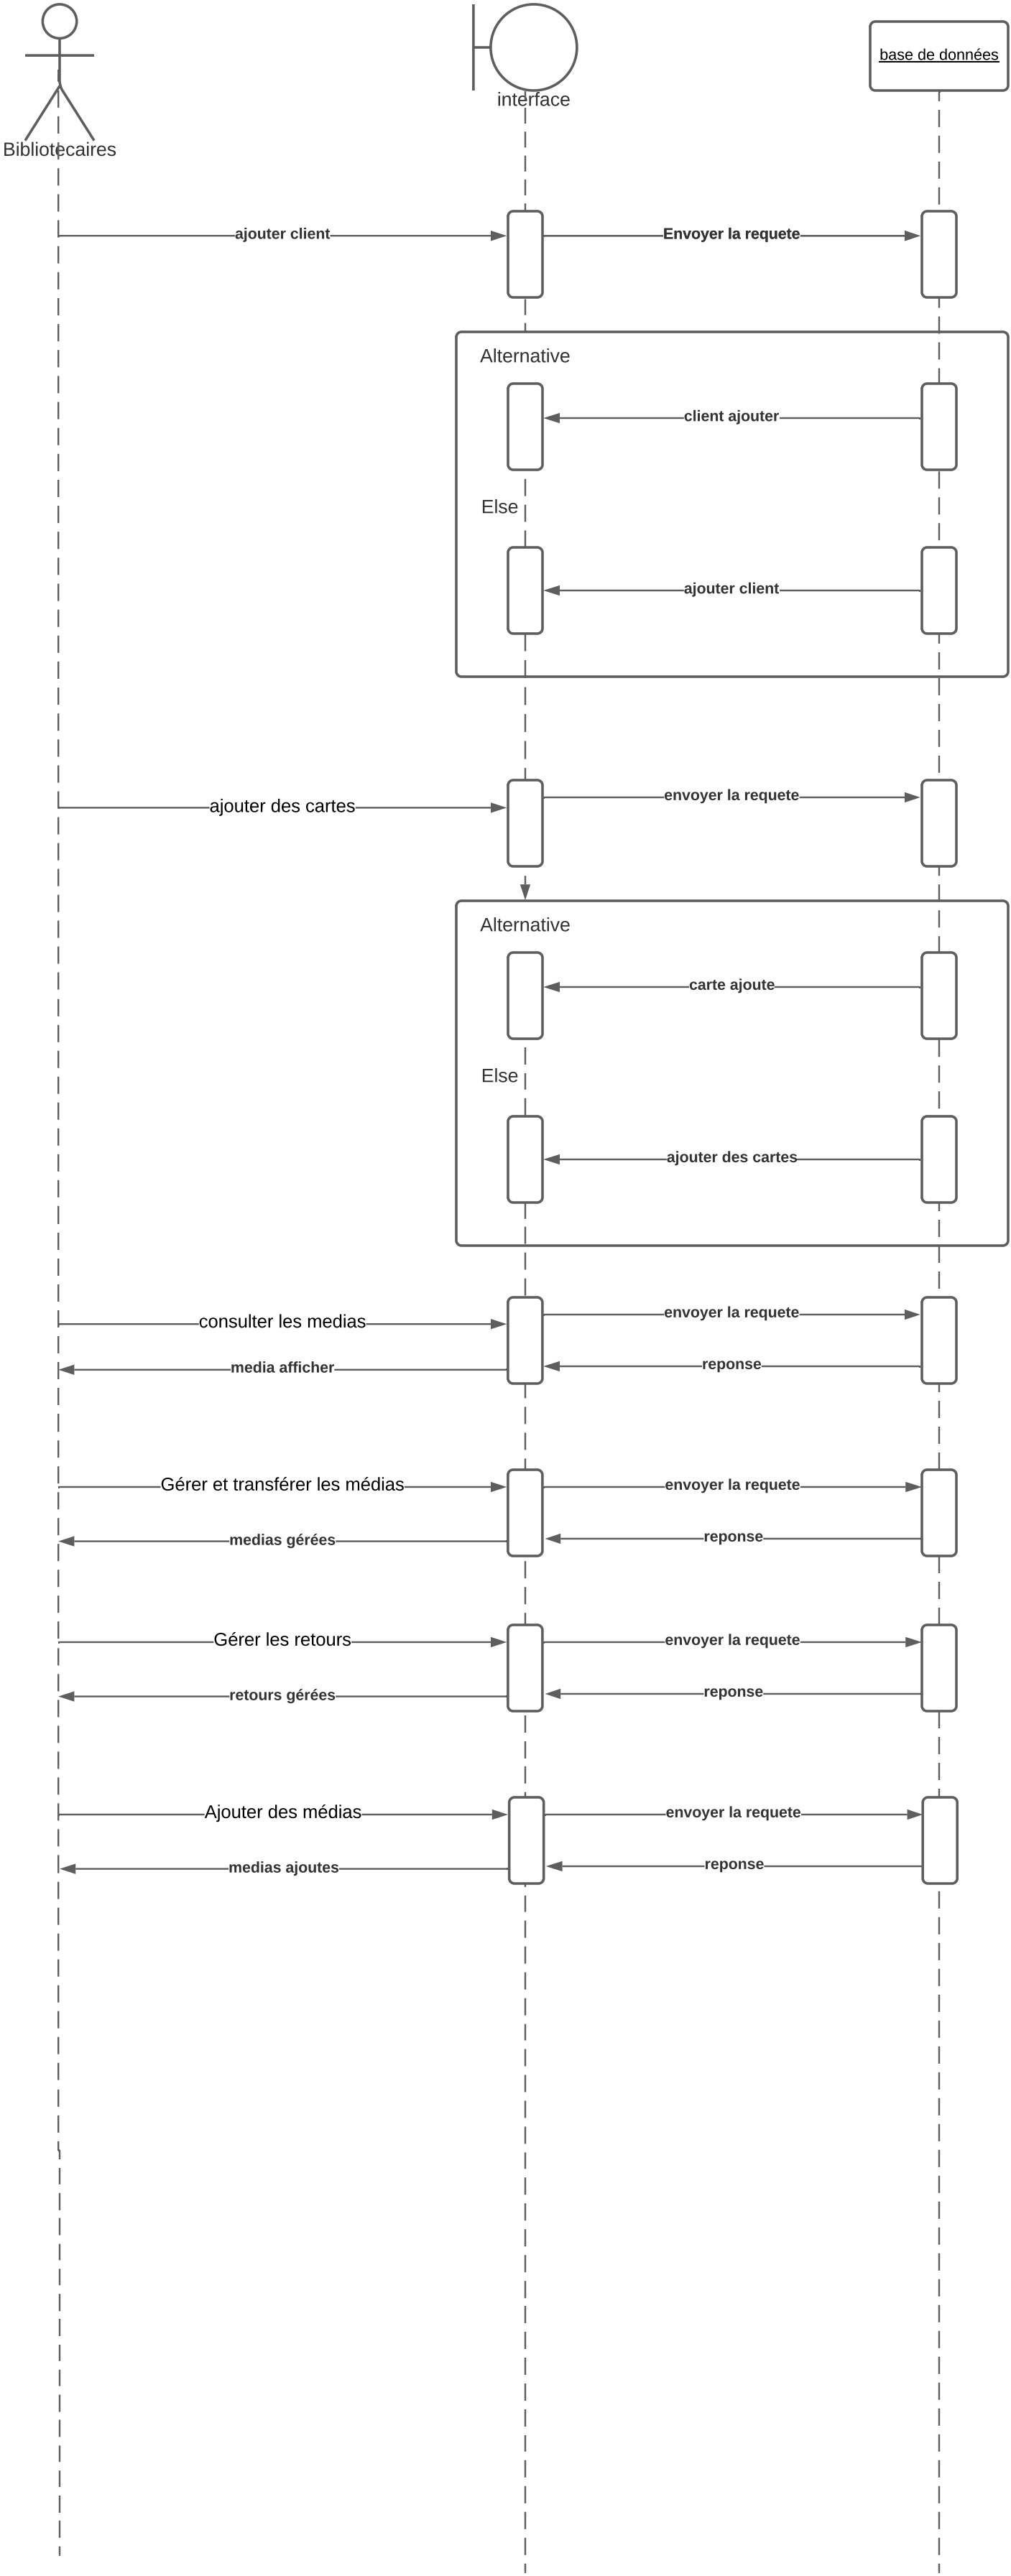 base de données
interface
Bibliotecaires
ajouter client
Envoyer la requete
Alternative
client ajouter
Else
ajouter client
ajouter des cartes
envoyer la requete
Alternative
carte ajoute
Else
ajouter des cartes
consulter les medias
envoyer la requete
media afficher
reponse
Gérer et transférer les médias
envoyer la requete
medias gérées
reponse
Gérer les retours
envoyer la requete
retours gérées
reponse
Ajouter des médias
envoyer la requete
medias ajoutes
reponse